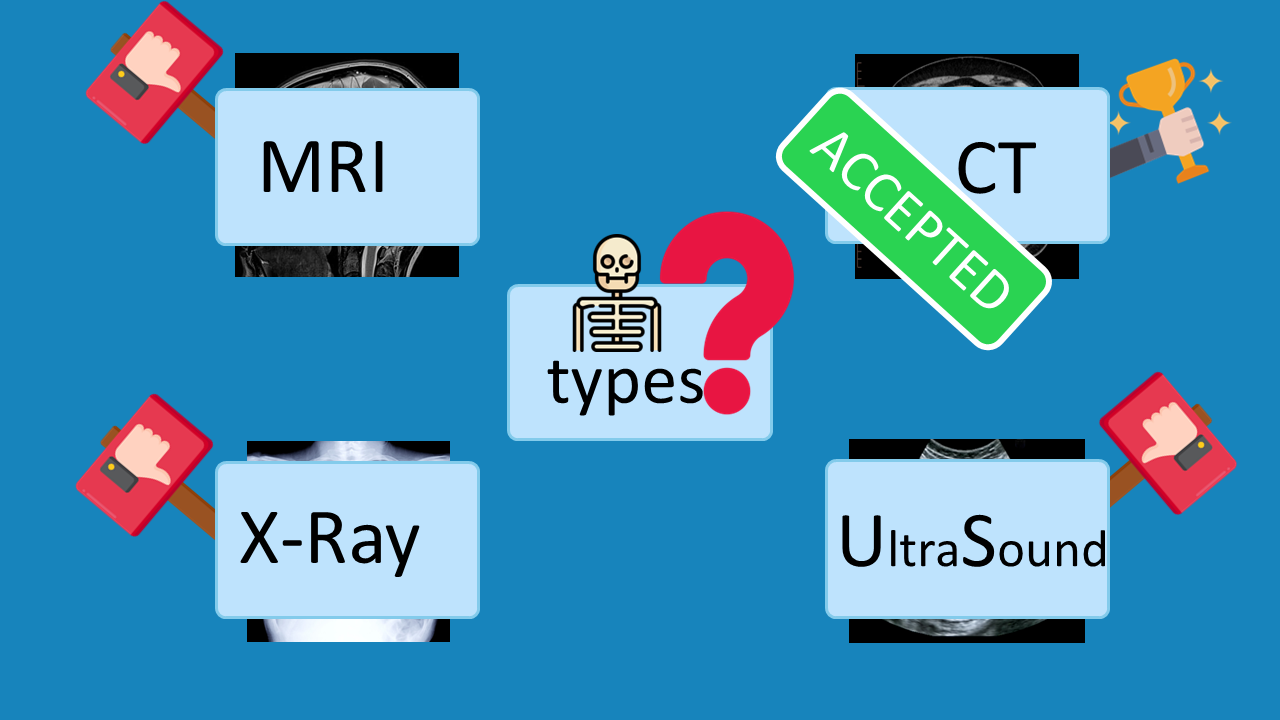 MRI
CT
ACCEPTED
types
X-Ray
UltraSound